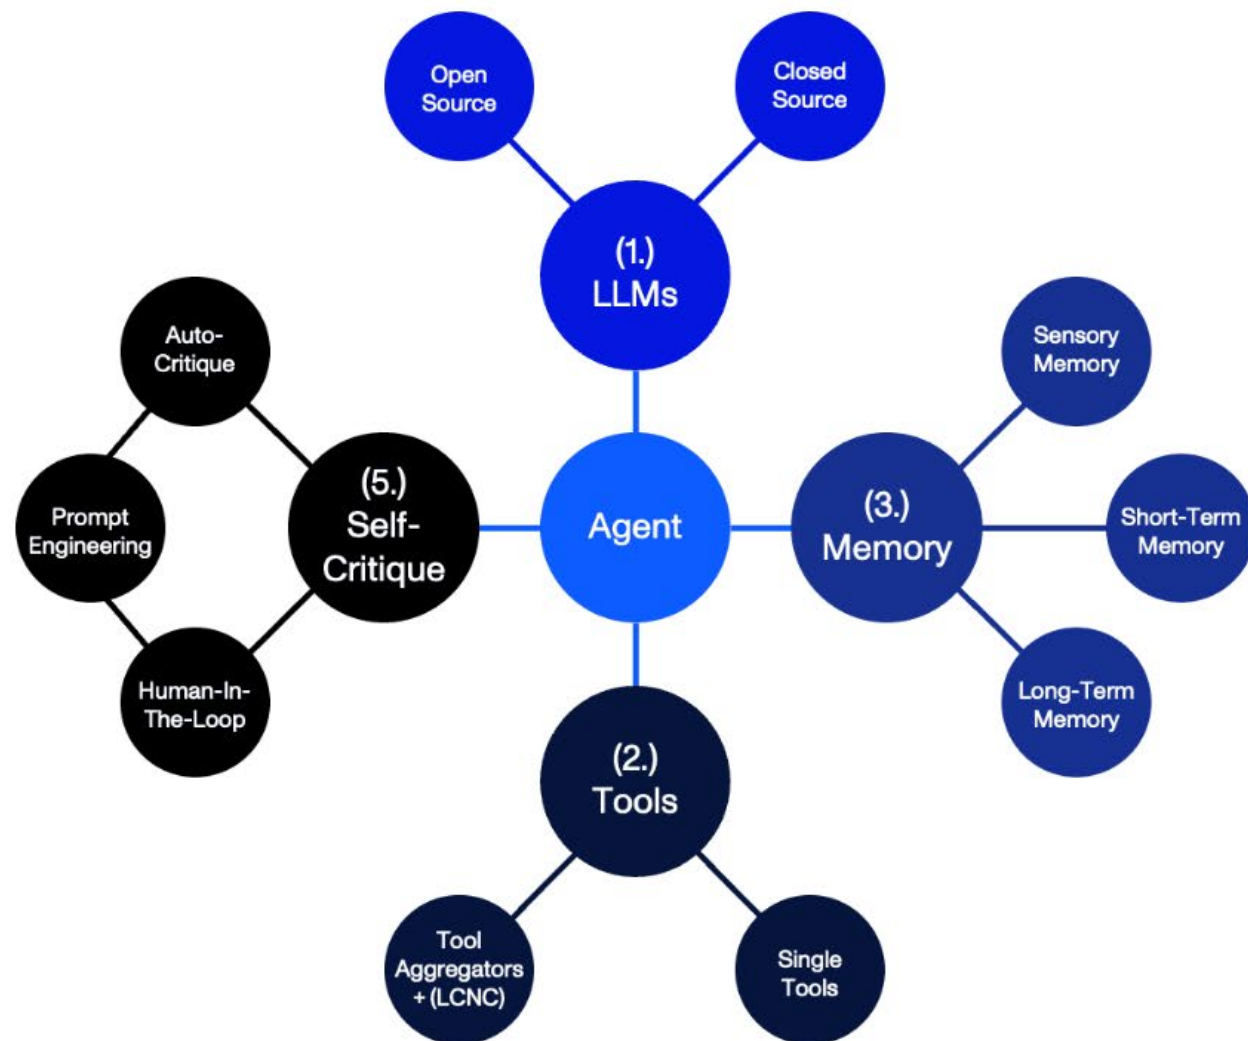 Open
Source
Closed
Source
(1.)
LLMs
Auto-
Critique
Sensory
Memory
Prompt
Engineering
(5.)
Self-
Critique
Agent
(3.)
Memory
Short-Term
Memory
Human-In-
The-Loop
Long-Term
Memory
(2.)
Tools
Tool
Aggregators
+ (LCNC)
Single
Tools